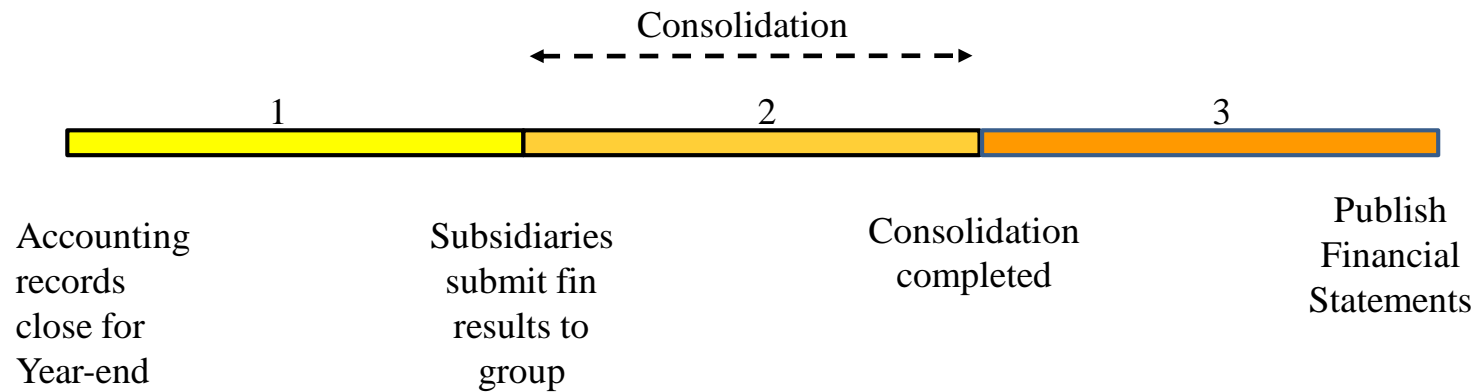 Consolidation
1
2
3
Accounting
records
close for
Year-end
Subsidiaries
submit fin
results to
group
Consolidation
completed
Publish
Financial
Statements